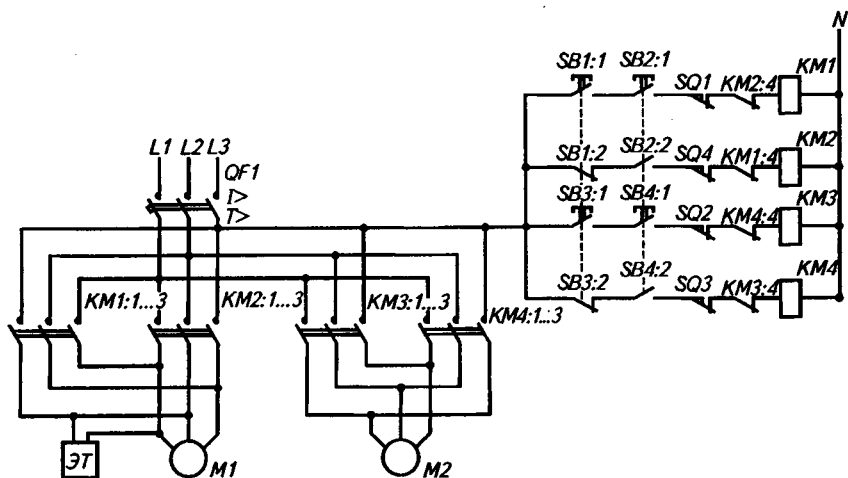 N
SB1:1 SB2:1 SQ1 KM2:4 KM1
SB1:2 SB2:2 SQ4 KM1:4 KM2
L1 L2 L3
QF1
I>
T>
SB3:1 SB4:1 SQ2 KM4:4 KM3
SB3:2 SB4:2 SQ3 KM3:4 KM4
KM1:1...3 KM2:1...3 KM3:1...3 KM4:1...3
ЭТ M1 M2